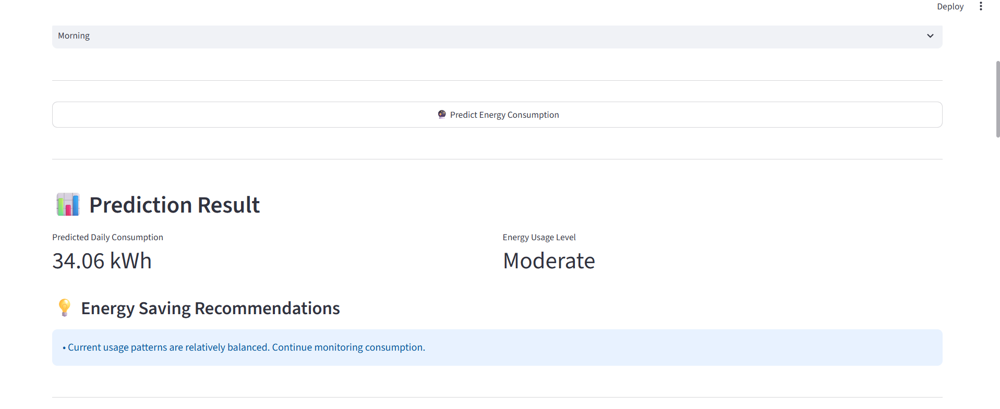 Deploy
Morning
Predict Energy Consumption
Prediction Result
Predicted Daily Consumption
Energy Usage Level
34.06 kWh
Moderate
Energy Saving Recommendations
• Current usage patterns are relatively balanced. Continue monitoring consumption.